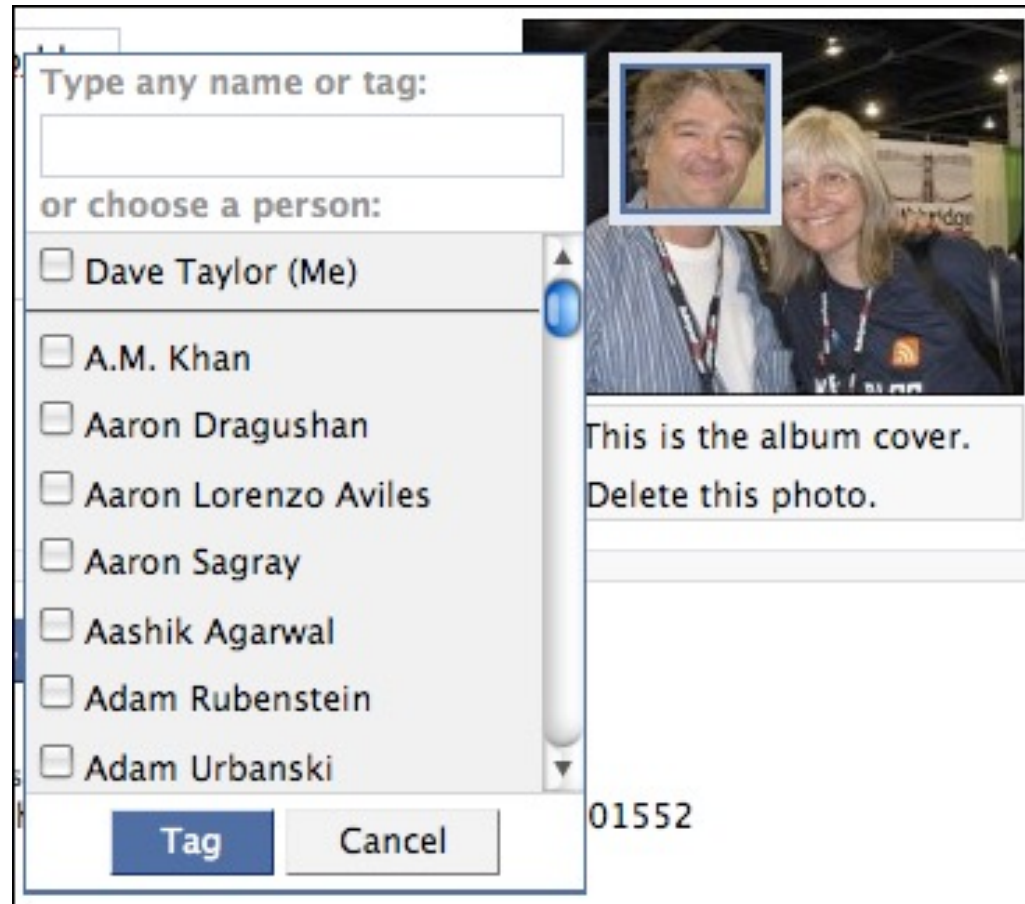 Type any name or tag:
or choose a person:
Dave Taylor (Me)
A.M. Khan
Aaron Dragushan
Aaron Lorenzo Aviles
Aaron Sagray
Aashik Agarwal
Adam Rubenstein
Adam Urbanski
Tag
Cancel
This is the album cover.
Delete this photo.
01552